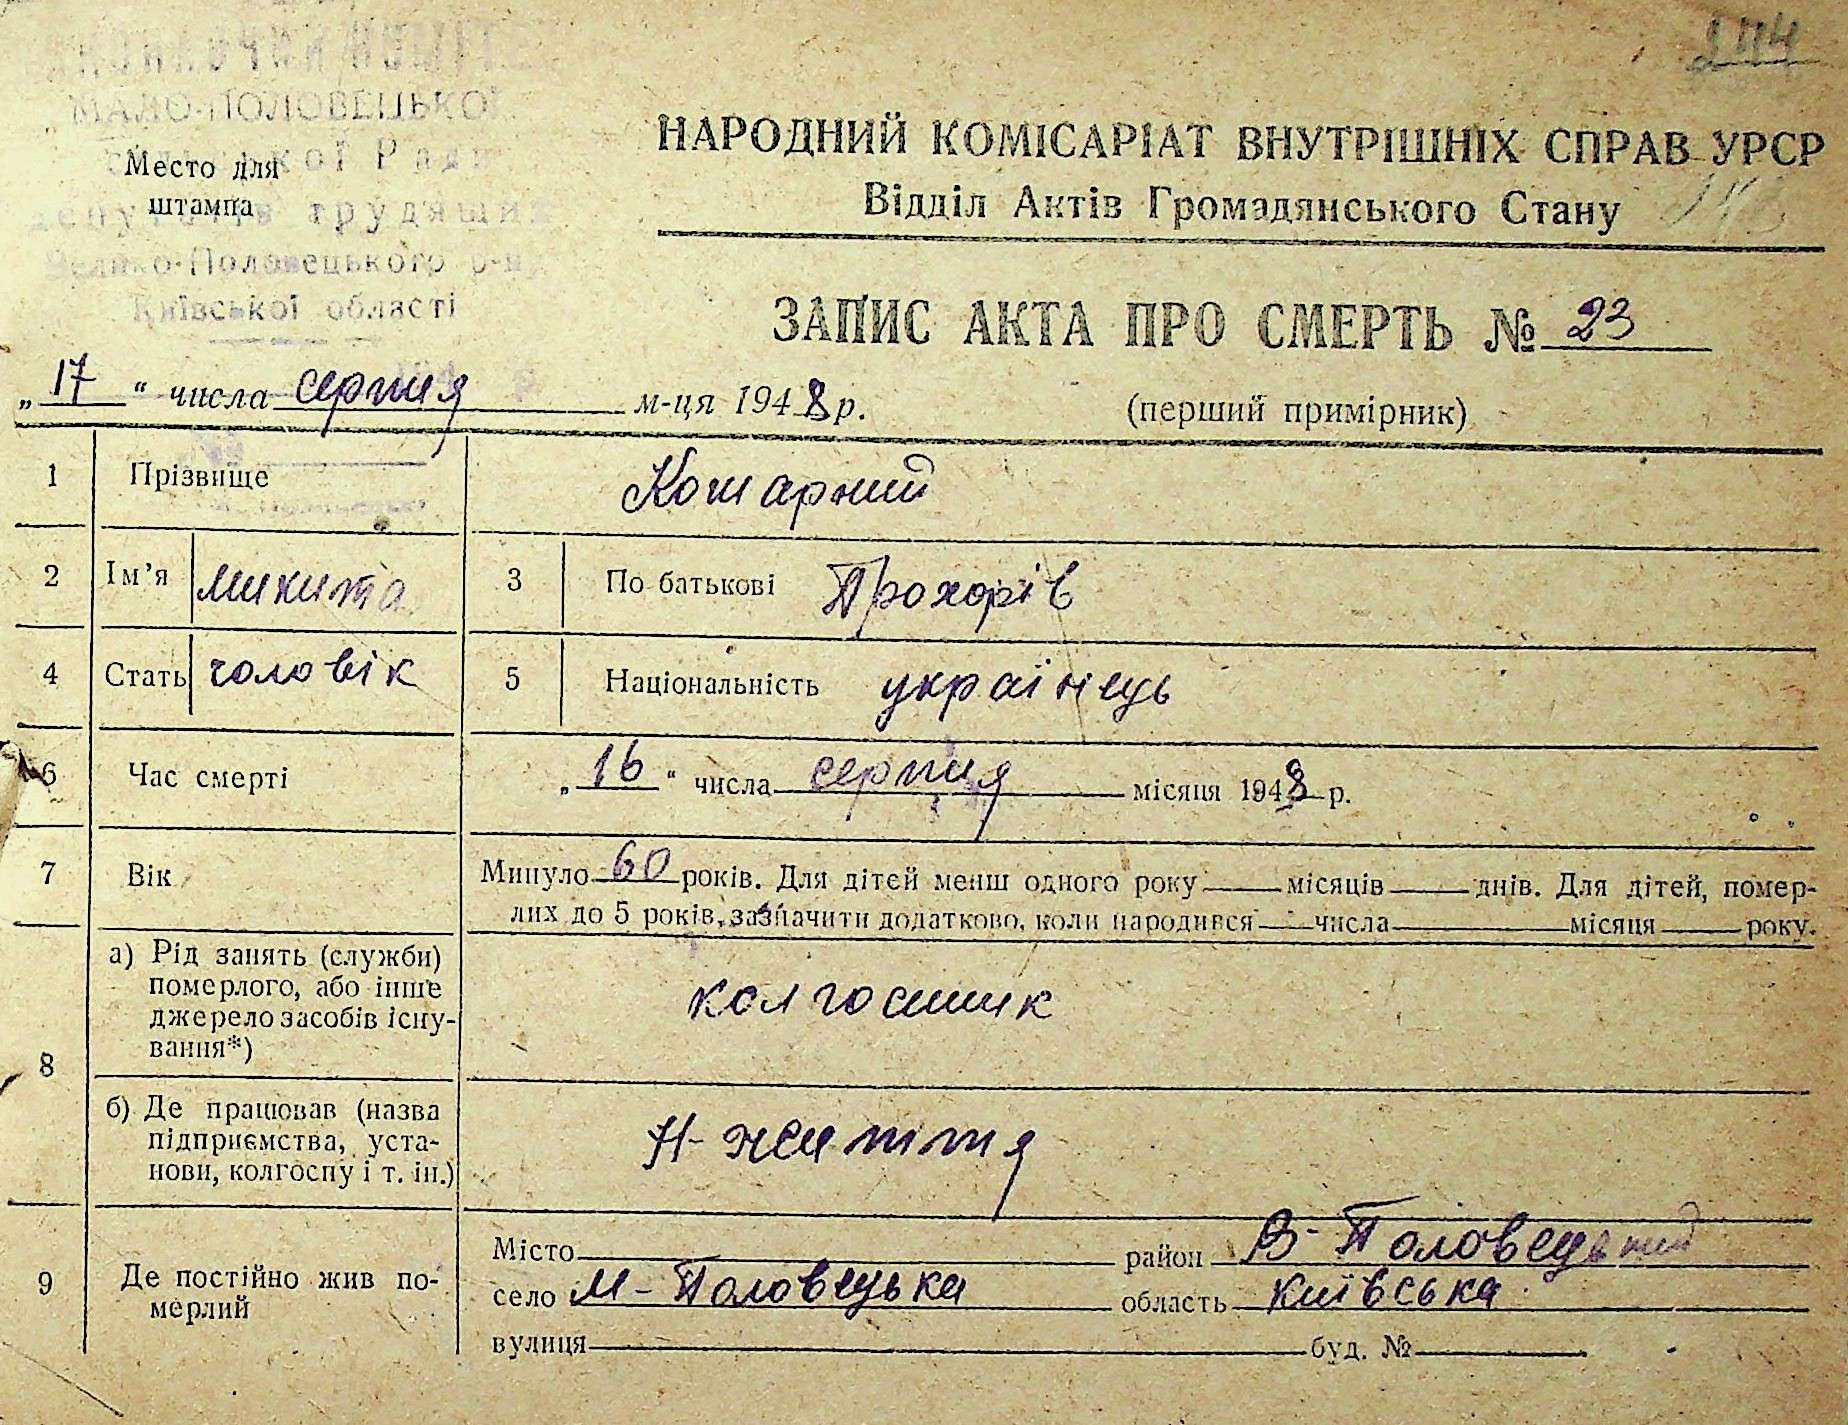 244
МАЛО-ПОЛОВЕЦЬКОЇ
Ради
Место для
штампа
трудящих
Велико-Половецького р-ну
Київської області
НАРОДНИЙ КОМІСАРІАТ ВНУТРІШНІХ СПРАВ УРСР
Відділ Актів Громадянського Стану
ЗАПИС АКТА ПРО СМЕРТЬ № 23
„ 17 “ числа серпня м-ця 1948 р. (перший примірник)
1 Прізвище Кошарний
2 Ім’я микита 3 По батькові Прохорів
4 Стать чоловік 5 Національність українець
6 Час смерті „ 16 “ числа серпня місяця 1948 р.
7 Вік Минуло 60 років. Для дітей менш одного року місяців днів. Для дітей, помер-
лих до 5 років, зазначити додатково, коли народився числа місяця року.
8 а) Рід занять (служби)
померлого, або інше
джерело засобів існу-
вання*)
колгосник
б) Де працював (назва
підприємства, уста-
нови, колгоспу і т. ін.)
Н-життя
9 Де постійно жив по-
мерлий
Місто район В-Половецький
село М-Половецька область київська
вулиця буд. №